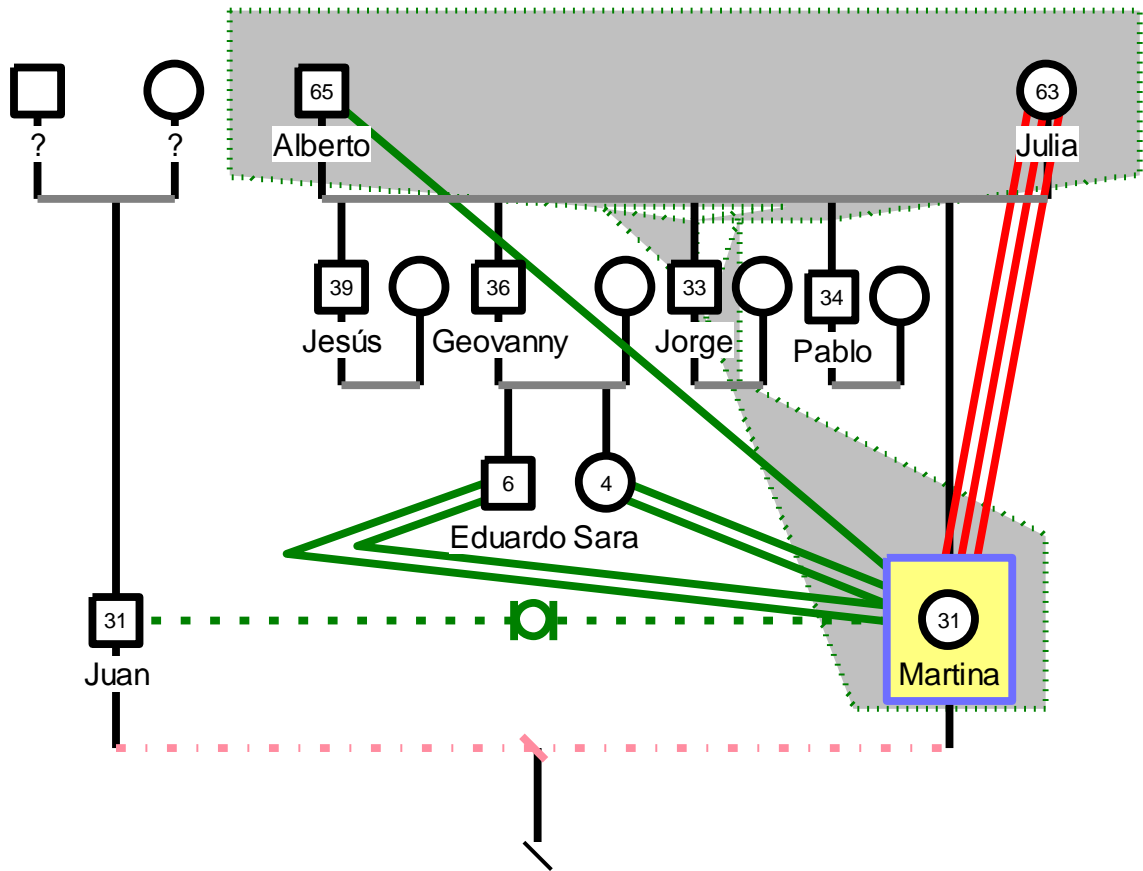 65
63
? ? Alberto Julia
39 36 33 34
Jesús Geovanny Jorge Pablo
6 4
Eduardo Sara
31 31
Juan Martina